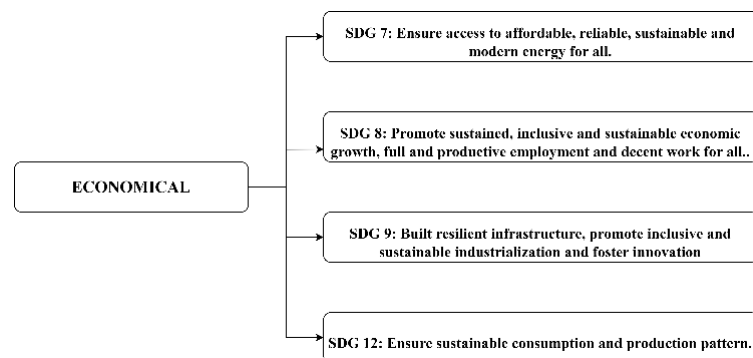 SDG 7: Ensure access to affordable, reliable, sustainable and
modern energy for all.
SDG 8: Promote sustained, inclusive and sustainable economic
growth, full and productive employment and decent work for all..
ECONOMICAL
SDG 9: Built resilient infrastructure, promote inclusive and
sustainable industrialization and foster innovation
SDG 12: Ensure sustainable consumption and production pattern.